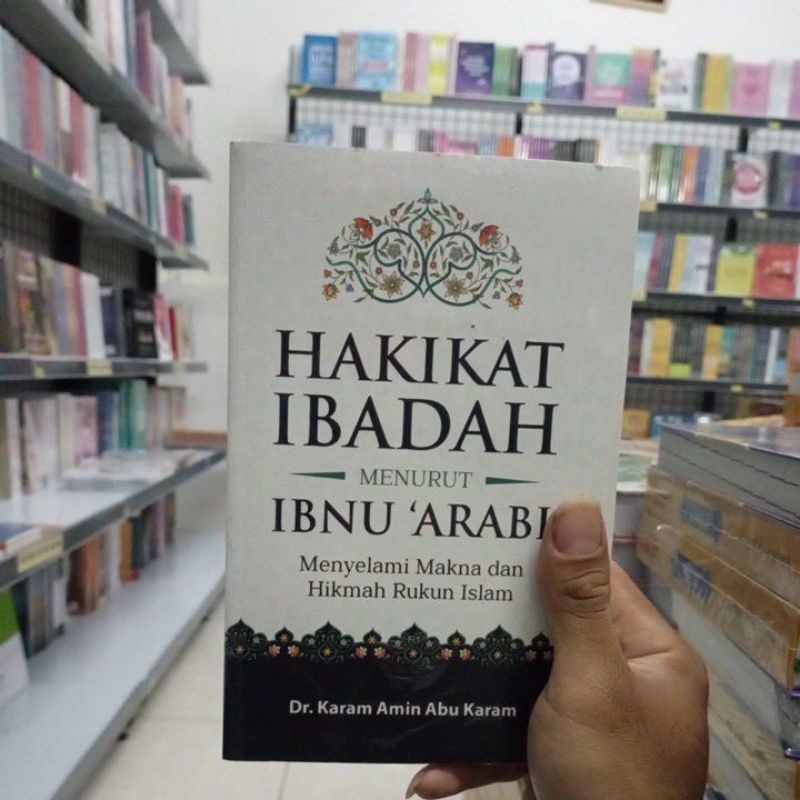 HAKIKAT
IBADAH
MENURUT
IBNU ‘ARABI
Menyelami Makna dan
Hikmah Rukun Islam
Dr. Karam Amin Abu Karam